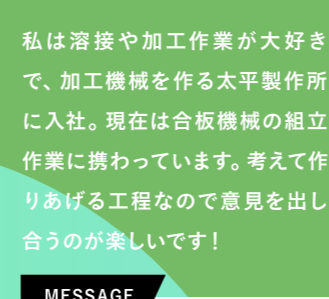 私は溶接や加工作業が大好き
で、加工機械を作る太平製作所
に入社。現在は合板機械の組立
作業に携わっています。考えて作
りあげる工程なので意見を出し
合うのが楽しいです!
MESSAGE